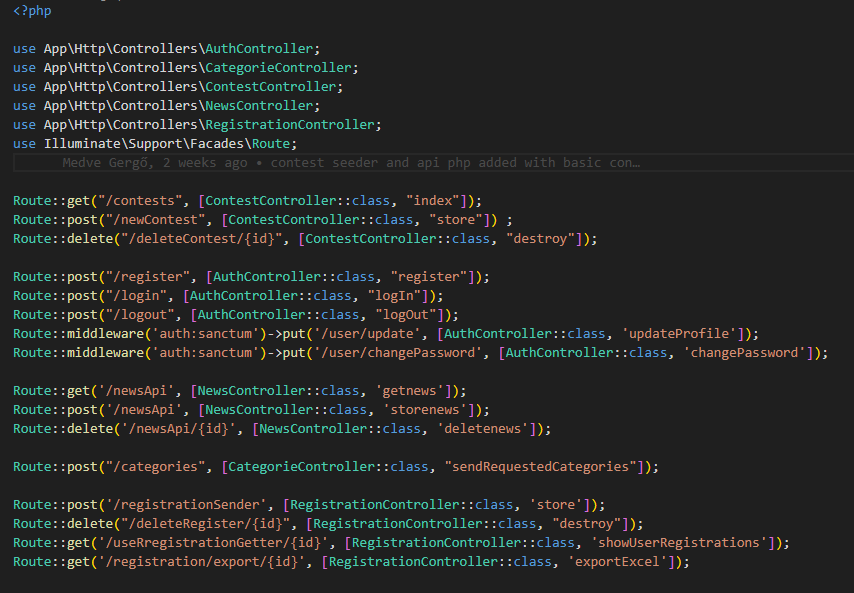 <?php
use App\Http\Controllers\AuthController;
use App\Http\Controllers\CategorieController;
use App\Http\Controllers\ContestController;
use App\Http\Controllers\NewsController;
use App\Http\Controllers\RegistrationController;
use Illuminate\Support\Facades\Route;
Medve Gergő, 2 weeks ago • contest seeder and api php added with basic con…
Route::get("/contests", [ContestController::class, "index"]);
Route::post("/newContest", [ContestController::class, "store"]) ;
Route::delete("/deleteContest/{id}", [ContestController::class, "destroy"]);
Route::post("/register", [AuthController::class, "register"]);
Route::post("/login", [AuthController::class, "logIn"]);
Route::post("/logout", [AuthController::class, "logOut"]);
Route::middleware('auth:sanctum')->put('/user/update', [AuthController::class, 'updateProfile']);
Route::middleware('auth:sanctum')->put('/user/changePassword', [AuthController::class, 'changePassword']);
Route::get('/newsApi', [NewsController::class, 'getnews']);
Route::post('/newsApi', [NewsController::class, 'storenews']);
Route::delete('/newsApi/{id}', [NewsController::class, 'deletenews']);
Route::post("/categories", [CategorieController::class, "sendRequestedCategories"]);
Route::post('/registrationSender', [RegistrationController::class, 'store']);
Route::delete("/deleteRegister/{id}", [RegistrationController::class, "destroy"]);
Route::get('/useRregistrationGetter/{id}', [RegistrationController::class, 'showUserRegistrations']);
Route::get('/registration/export/{id}', [RegistrationController::class, 'exportExcel']);